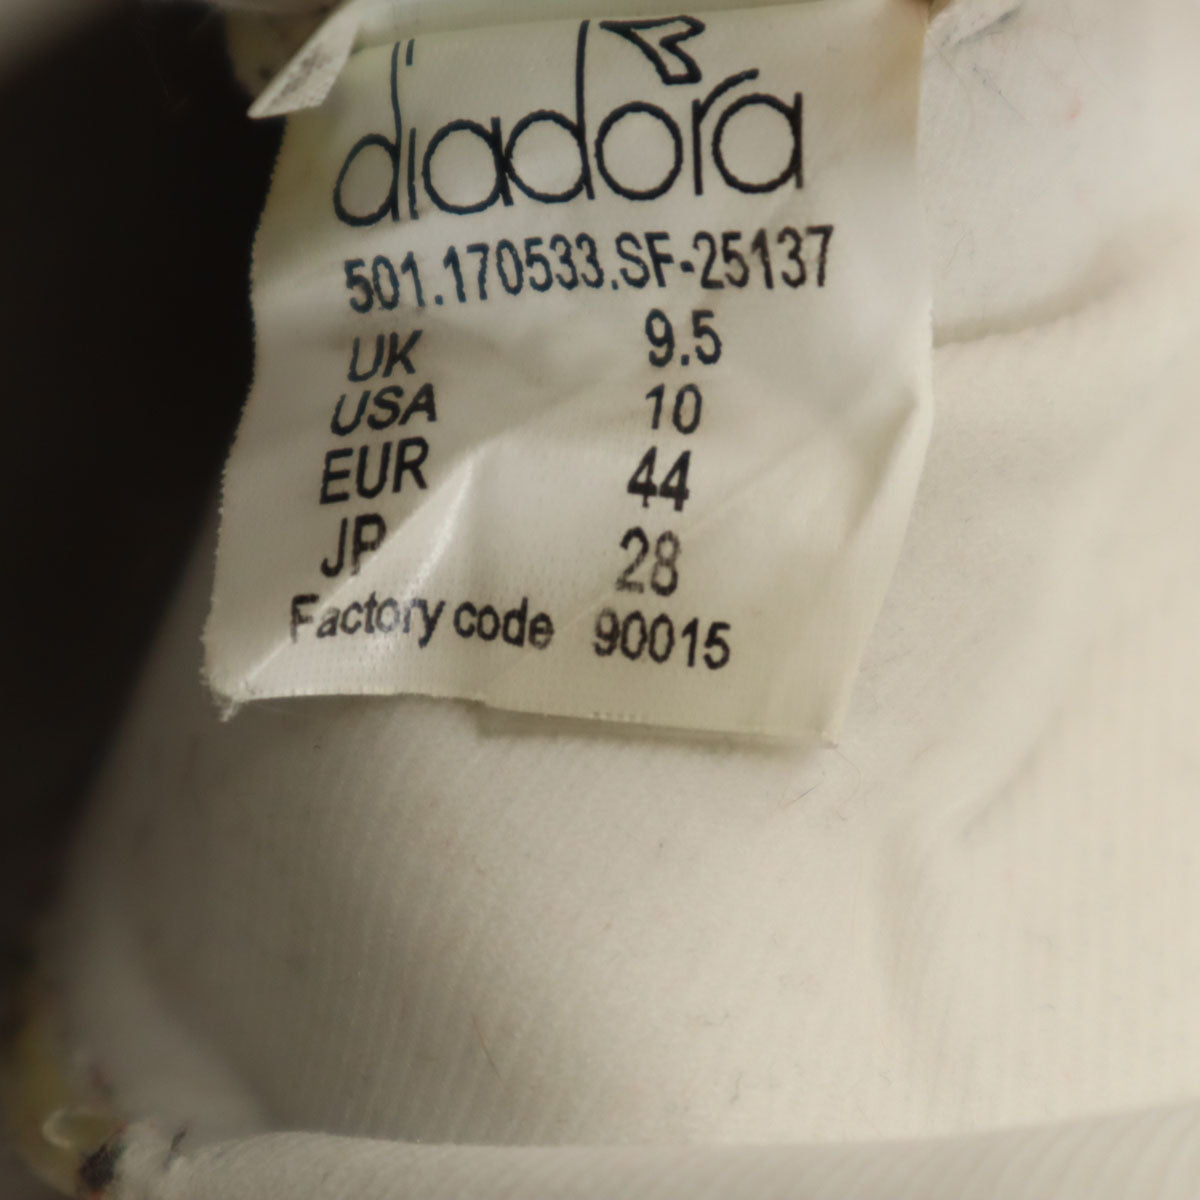 diadora
501.170533.SF-25137
UK 9.5
USA 10
EUR 44
JP 28
Factory code 90015